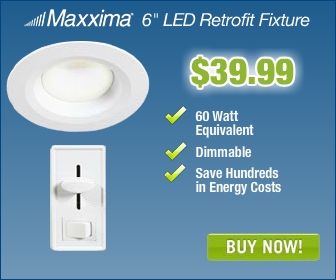 Maxxima® 6" LED Retrofit Fixture
$39.99
60 Watt
Equivalent
Dimmable
Save Hundreds
in Energy Costs
BUY NOW!